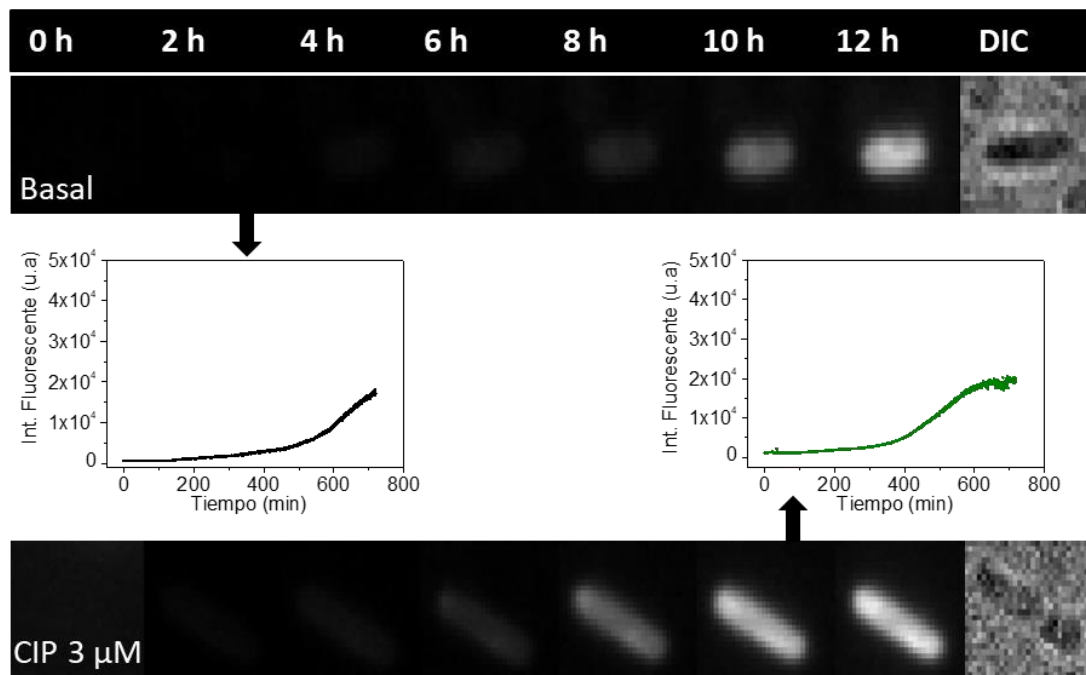 0 h 2 h 4 h 6 h 8 h 10 h 12 h DIC
Basal
Int. Fluorescente (u.a)
5x10⁴
4x10⁴
3x10⁴
2x10⁴
1x10⁴
0
0 200 400 600 800
Tiempo (min)
Int. Fluorescente (u.a)
5x10⁴
4x10⁴
3x10⁴
2x10⁴
1x10⁴
0
0 200 400 600 800
Tiempo (min)
CIP 3 µM